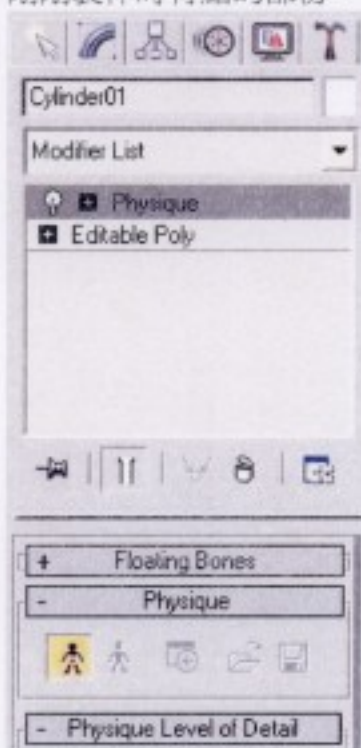 Cylinder01
Modifier List
Physique
Editable Poly
+ Floating Bones
- Physique
- Physique Level of Detail